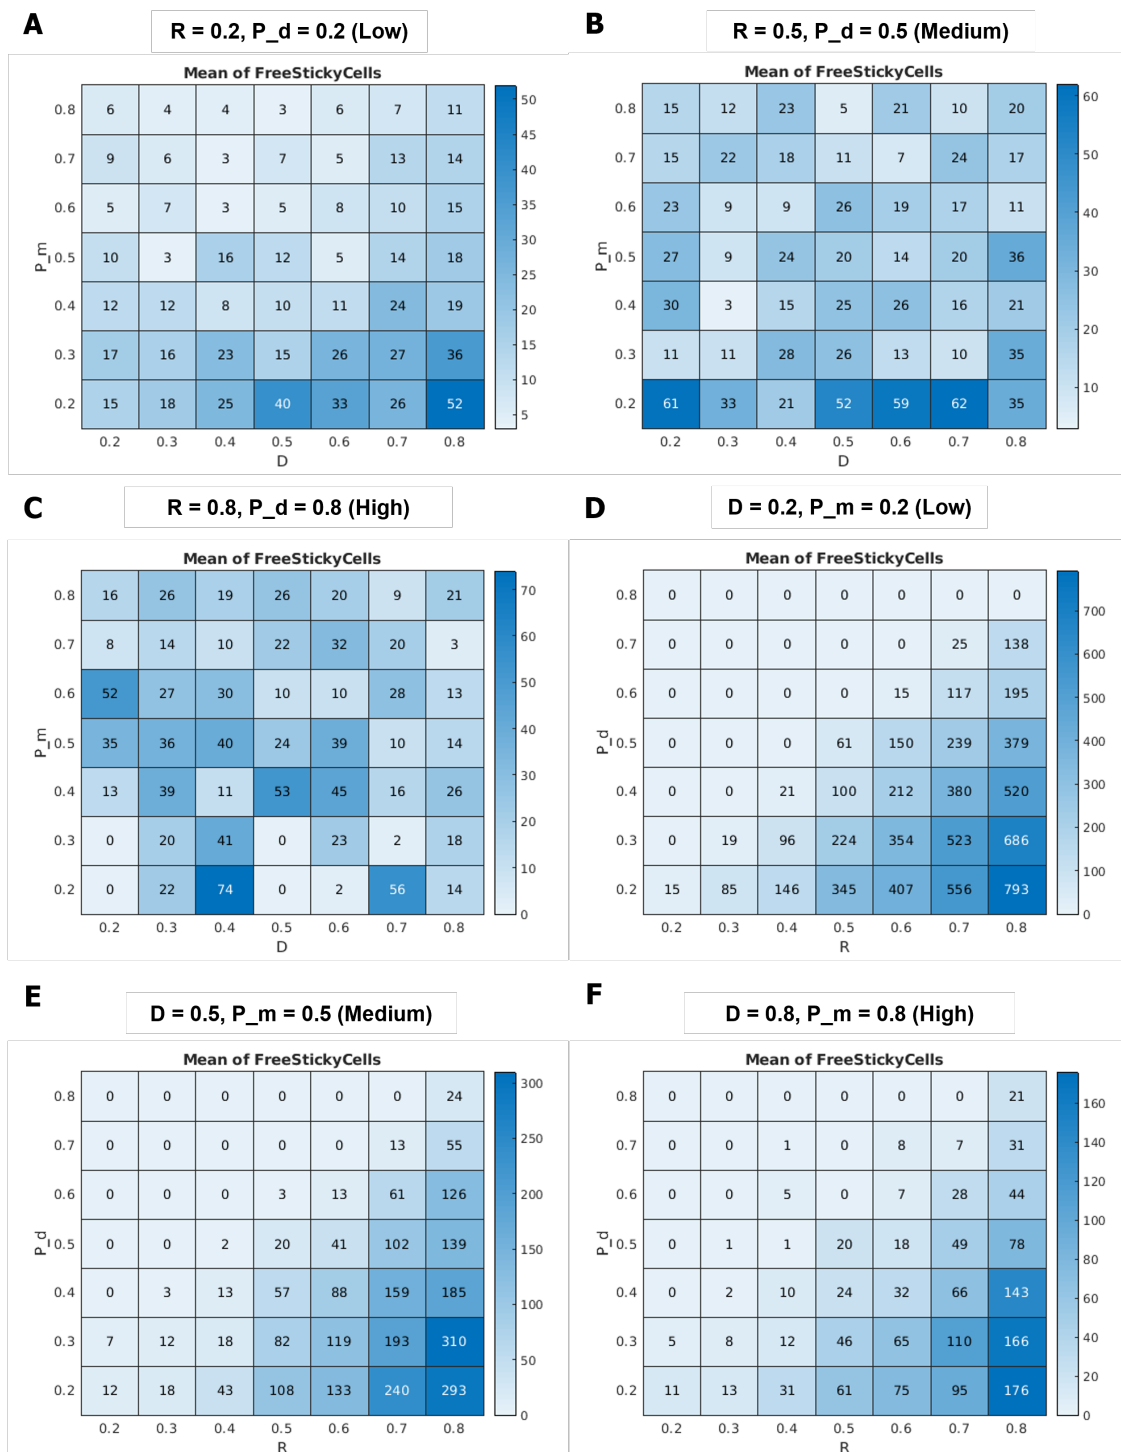 A
R = 0.2, P_d = 0.2 (Low)
Mean of FreeStickyCells
0.8 6 4 4 3 6 7 11
0.7 9 6 3 7 5 13 14
0.6 5 7 3 5 8 10 15
0.5 10 3 16 12 5 14 18
0.4 12 12 8 10 11 24 19
0.3 17 16 23 15 26 27 36
0.2 15 18 25 40 33 26 52
0.2 0.3 0.4 0.5 0.6 0.7 0.8
D
P_m
50
45
40
35
30
25
20
15
10
5
B
R = 0.5, P_d = 0.5 (Medium)
Mean of FreeStickyCells
0.8 15 12 23 5 21 10 20
0.7 15 22 18 11 7 24 17
0.6 23 9 9 26 19 17 11
0.5 27 9 24 20 14 20 36
0.4 30 3 15 25 26 16 21
0.3 11 11 28 26 13 10 35
0.2 61 33 21 52 59 62 35
0.2 0.3 0.4 0.5 0.6 0.7 0.8
D
P_m
60
50
40
30
20
10
C
R = 0.8, P_d = 0.8 (High)
Mean of FreeStickyCells
0.8 16 26 19 26 20 9 21
0.7 8 14 10 22 32 20 3
0.6 52 27 30 10 10 28 13
0.5 35 36 40 24 39 10 14
0.4 13 39 11 53 45 16 26
0.3 0 20 41 0 23 2 18
0.2 0 22 74 0 2 56 14
0.2 0.3 0.4 0.5 0.6 0.7 0.8
D
P_m
70
60
50
40
30
20
10
0
D
D = 0.2, P_m = 0.2 (Low)
Mean of FreeStickyCells
0.8 0 0 0 0 0 0 0
0.7 0 0 0 0 0 25 138
0.6 0 0 0 0 15 117 195
0.5 0 0 0 61 150 239 379
0.4 0 0 21 100 212 380 520
0.3 0 19 96 224 354 523 686
0.2 15 85 146 345 407 556 793
0.2 0.3 0.4 0.5 0.6 0.7 0.8
R
P_d
700
600
500
400
300
200
100
0
E
D = 0.5, P_m = 0.5 (Medium)
Mean of FreeStickyCells
0.8 0 0 0 0 0 0 24
0.7 0 0 0 0 0 13 55
0.6 0 0 0 3 13 61 126
0.5 0 0 2 20 41 102 139
0.4 0 3 13 57 88 159 185
0.3 7 12 18 82 119 193 310
0.2 12 18 43 108 133 240 293
0.2 0.3 0.4 0.5 0.6 0.7 0.8
R
P_d
300
250
200
150
100
50
0
F
D = 0.8, P_m = 0.8 (High)
Mean of FreeStickyCells
0.8 0 0 0 0 0 0 21
0.7 0 0 1 0 8 7 31
0.6 0 0 5 0 7 28 44
0.5 0 1 1 20 18 49 78
0.4 0 2 10 24 32 66 143
0.3 5 8 12 46 65 110 166
0.2 11 13 31 61 75 95 176
0.2 0.3 0.4 0.5 0.6 0.7 0.8
R
P_d
160
140
120
100
80
60
40
20
0